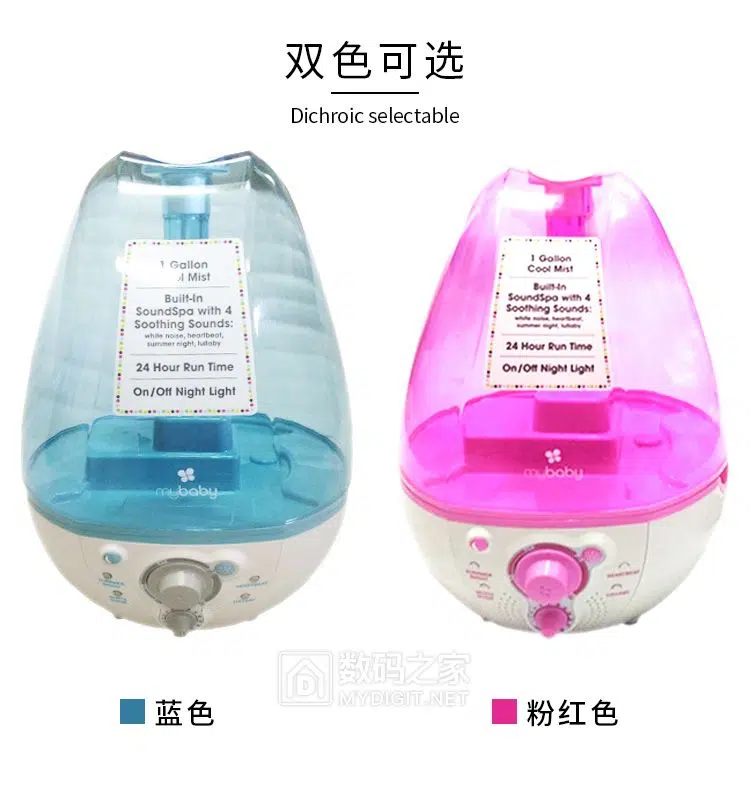 双色可选
Dichroic selectable
1 Gallon
Cool Mist
Built-In
SoundSpa with 4
Soothing Sounds:
white noise, heartbeat,
summer night, lullaby
24 Hour Run Time
On/Off Night Light
mybaby
1 Gallon
Cool Mist
Built-In
SoundSpa with 4
Soothing Sounds:
white noise, heartbeat,
summer night, lullaby
24 Hour Run Time
On/Off Night Light
mybaby
SUMMER
NIGHT
HEARTBEAT
数码之家
MYDIGIT.NET
蓝色
粉红色